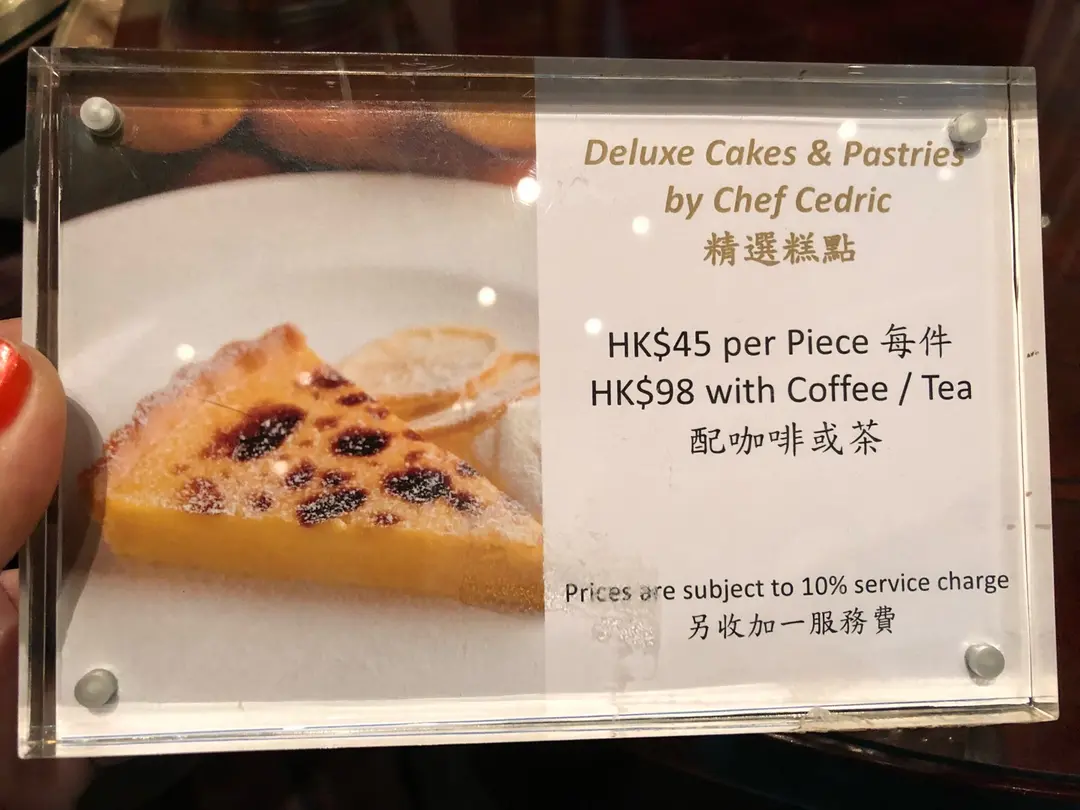 Deluxe Cakes & Pastries
by Chef Cedric
精選糕點
HK$45 per Piece 每件
HK$98 with Coffee / Tea
配咖啡或茶
Prices are subject to 10% service charge
另收加一服務費